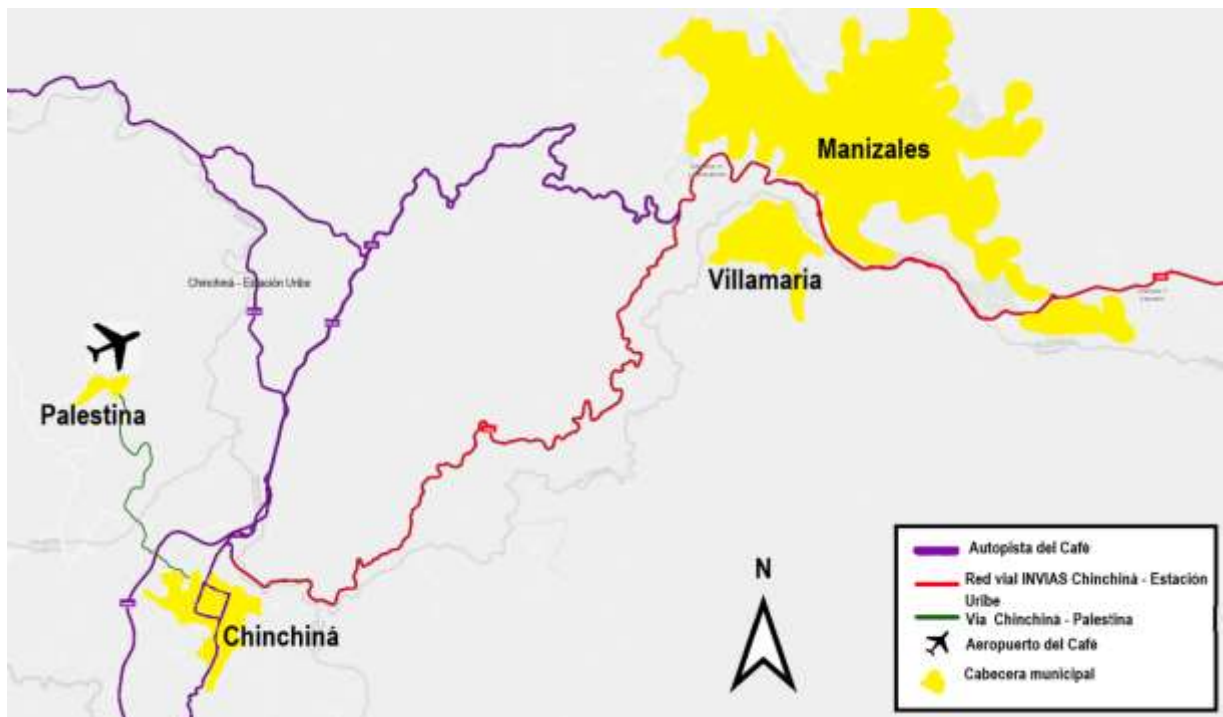 Manizales
Villamaria
Chinchiná - Estación Uribe
Palestina
Chinchiná
N
Autopista del Café
Red vial INVIAS Chinchiná - Estación
Uribe
Via Chinchiná - Palestina
Aeropuerto del Café
Cabecera municipal